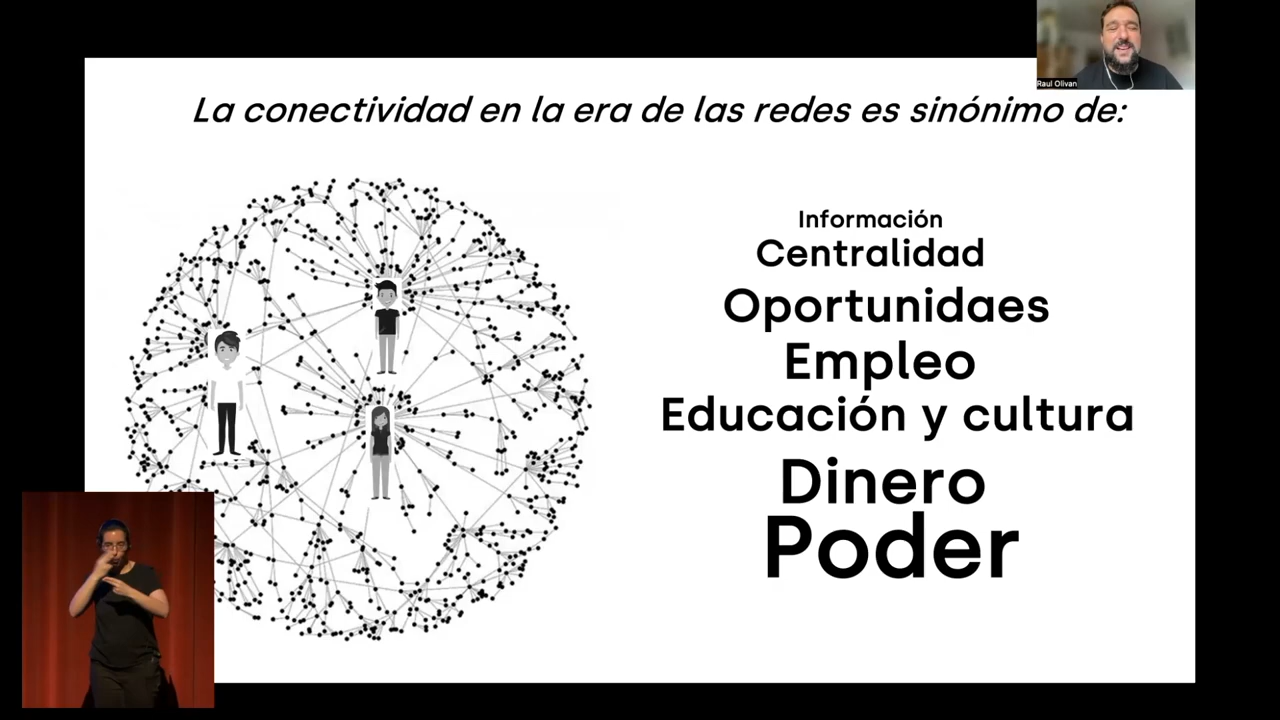 Raul Olivan
La conectividad en la era de las redes es sinónimo de:
Información
Centralidad
Oportunidaes
Empleo
Educación y cultura
Dinero
Poder